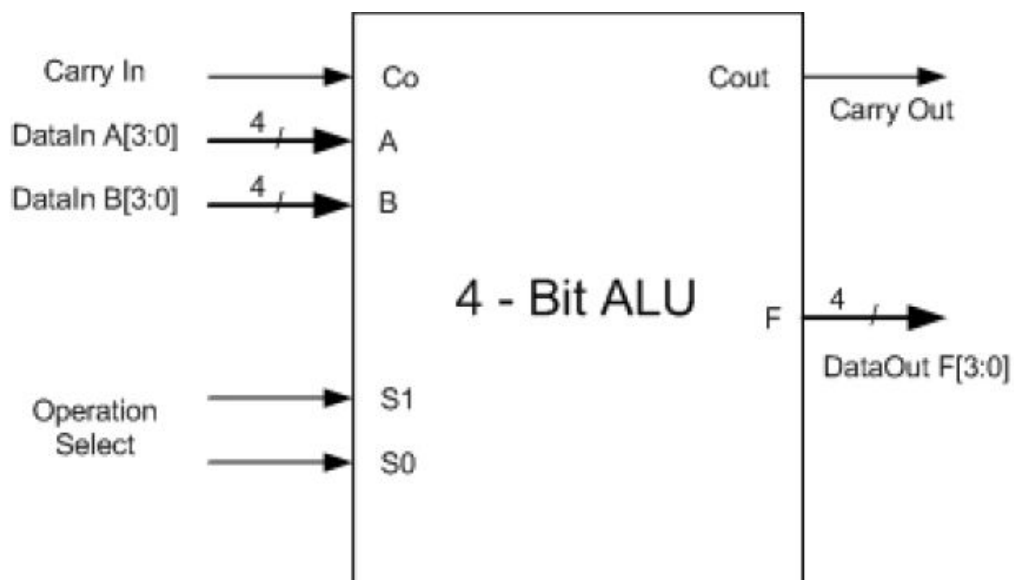 Carry In
Co
Cout
Carry Out
DataIn A[3:0]
4
A
DataIn B[3:0]
4
B
4 - Bit ALU
4
F
DataOut F[3:0]
Operation
Select
S1
S0